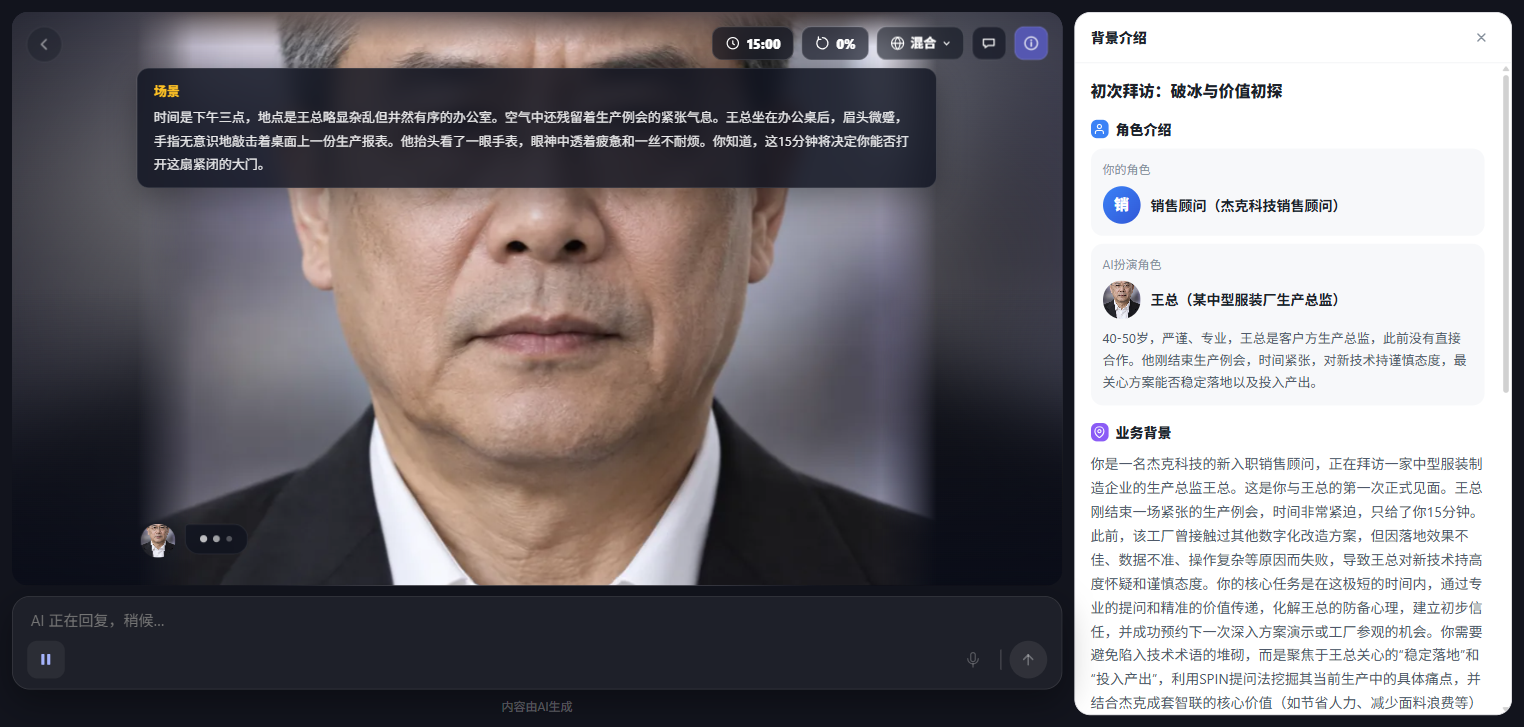 15:00
0%
混合
场景
时间是下午三点，地点是王总略显杂乱但井然有序的办公室。空气中还残留着生产例会的紧张气息。王总坐在办公桌后，眉头微蹙，
手指无意识地敲击着桌面上一份生产报表。他抬头看了一眼手表，眼神中透着疲惫和一丝不耐烦。你知道，这15分钟将决定你能否打
开这扇紧闭的大门。
AI 正在回复，稍候...
内容由AI生成
背景介绍
初次拜访：破冰与价值初探
角色介绍
你的角色
销
销售顾问（杰克科技销售顾问）
AI扮演角色
王总（某中型服装厂生产总监）
40-50岁，严谨、专业，王总是客户方生产总监，此前没有直接
合作。他刚结束生产例会，时间紧张，对新技术持谨慎态度，最
关心方案能否稳定落地以及投入产出。
业务背景
你是一名杰克科技的新入职销售顾问，正在拜访一家中型服装制
造企业的生产总监王总。这是你与王总的第一次正式见面。王总
刚结束一场紧张的生产例会，时间非常紧迫，只给了你15分钟。
此前，该工厂曾接触过其他数字化改造方案，但因落地效果不
佳、数据不准、操作复杂等原因而失败，导致王总对新技术持高
度怀疑和谨慎态度。你的核心任务是在这极短的时间内，通过专
业的提问和精准的价值传递，化解王总的防备心理，建立初步信
任，并成功预约下一次深入方案演示或工厂参观的机会。你需要
避免陷入技术术语的堆砌，而是聚焦于王总关心的“稳定落地”和
“投入产出”，利用SPIN提问法挖掘其当前生产中的具体痛点，并
结合杰克成套智联的核心价值（如节省人力、减少面料浪费等）